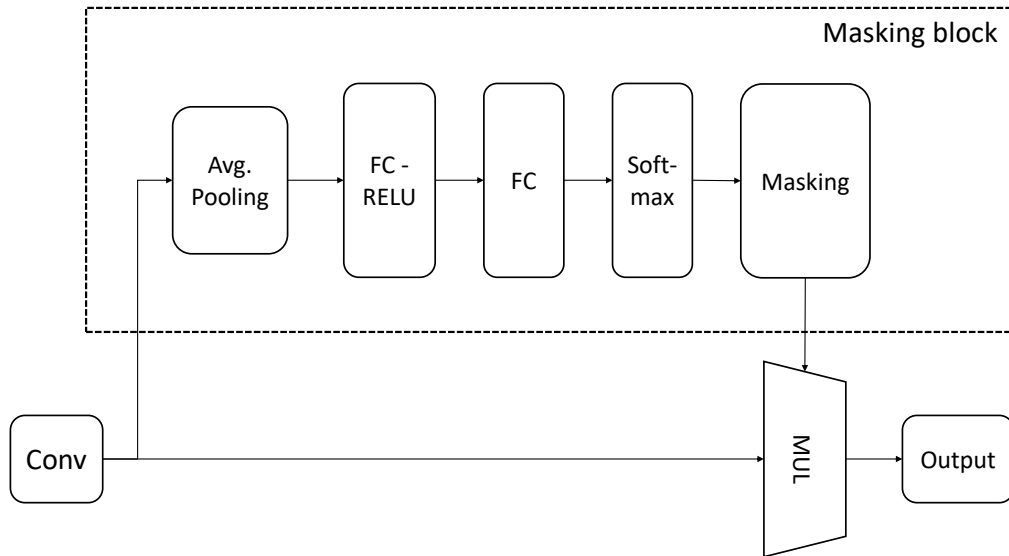 Masking block
Avg.
Pooling
FC -
RELU
FC
Soft-
max
Masking
Conv
MUL
Output